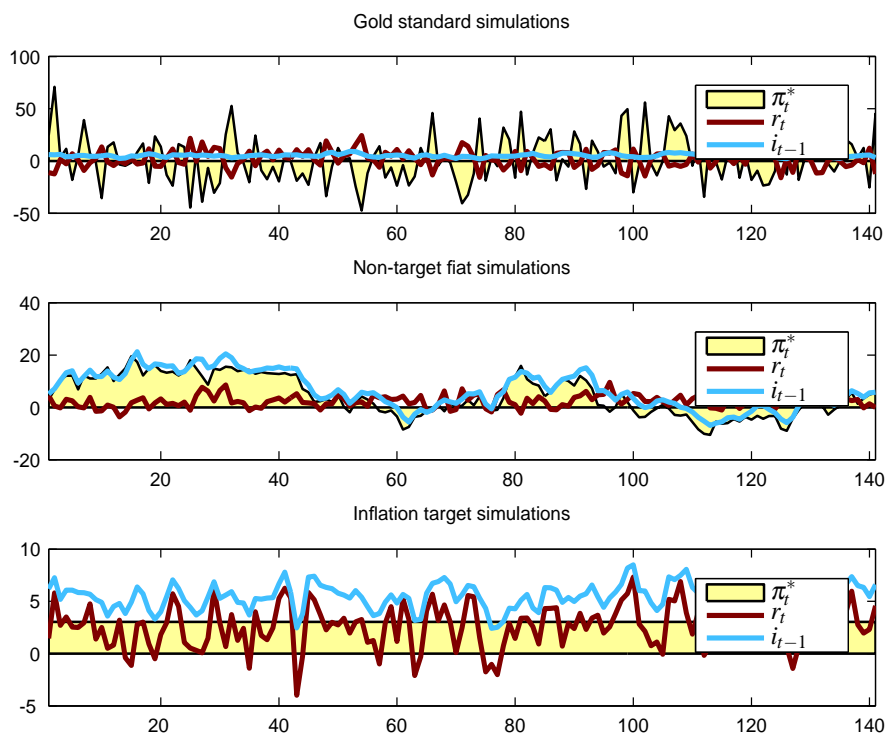 Gold standard simulations
100
50
0
-50
π*t
rt
it−1
20
40
60
80
100
120
140
Non-target fiat simulations
40
20
0
-20
π*t
rt
it−1
20
40
60
80
100
120
140
Inflation target simulations
10
5
0
-5
π*t
rt
it−1
20
40
60
80
100
120
140